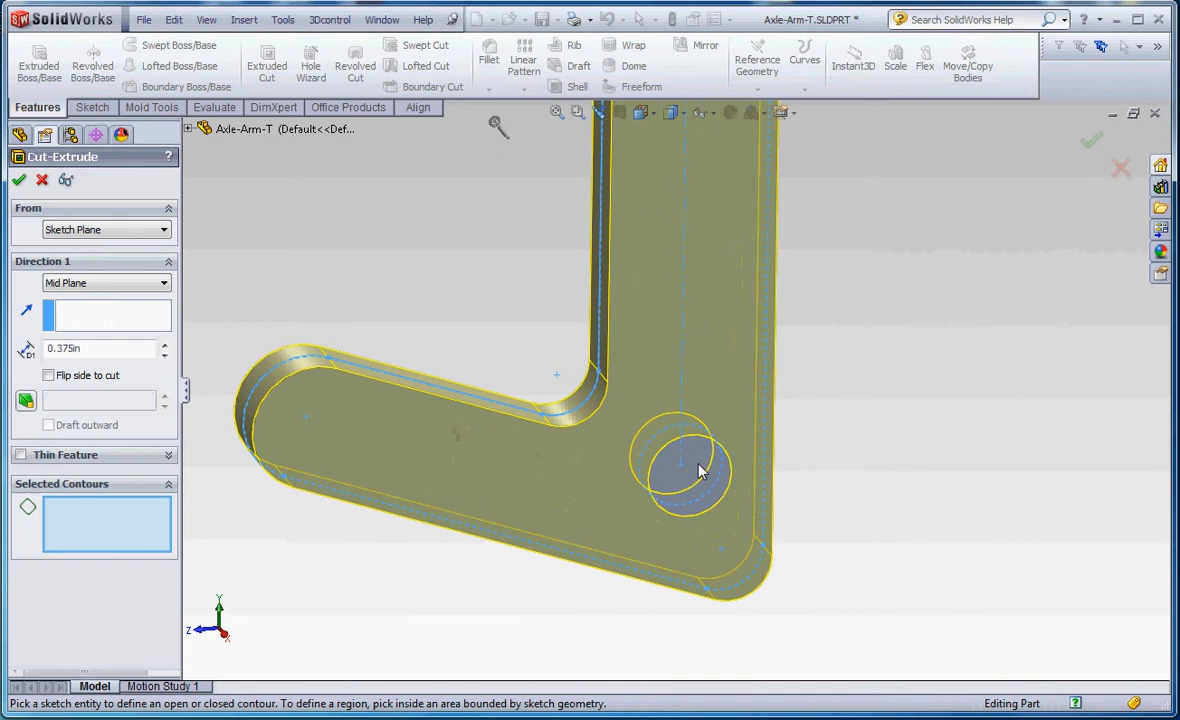 SW SolidWorks File Edit View Insert Tools 3Dcontrol Window Help Axle-Arm-T.SLDPRT * Search SolidWorks Help ?
Extruded Boss/Base
Revolved Boss/Base
Swept Boss/Base
Lofted Boss/Base
Boundary Boss/Base
Extruded Cut
Hole Wizard
Revolved Cut
Swept Cut
Lofted Cut
Boundary Cut
Fillet
Linear Pattern
Rib
Draft
Shell
Wrap
Dome
Freeform
Mirror
Reference Geometry
Curves
Instant3D
Scale
Flex
Move/Copy Bodies
Features Sketch Mold Tools Evaluate DimXpert Office Products Align
Axle-Arm-T (Default<<Def...
Cut-Extrude ?
From
Sketch Plane
Direction 1
Mid Plane
D1
0.375in
Flip side to cut
Draft outward
Thin Feature
Selected Contours
Y
Z
X
Model Motion Study 1
Pick a sketch entity to define an open or closed contour. To define a region, pick inside an area bounded by sketch geometry. Editing Part ?